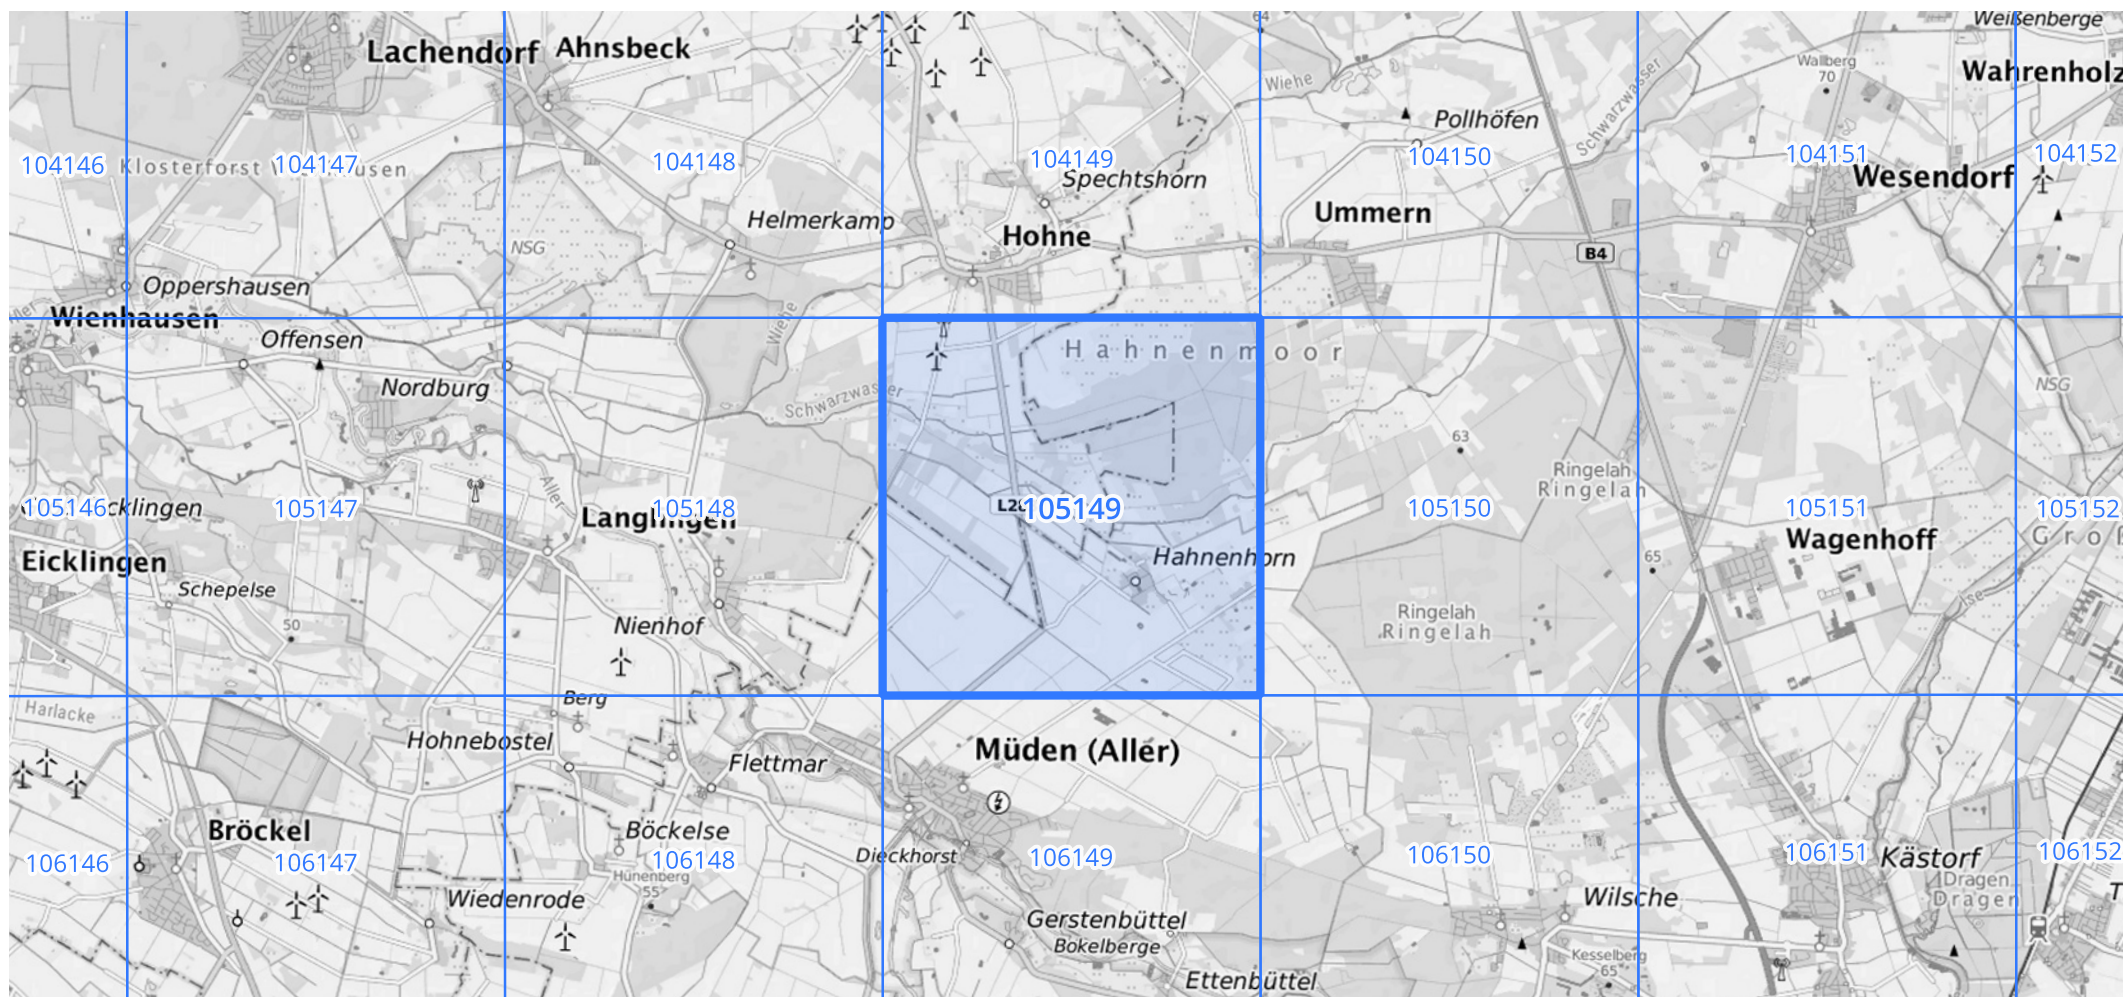 64
Weißenberge
Lachendorf
Ahnsbeck
Wahrenholz
Wallberg
70
Wiehe
Schwarzwasser
Pollhöfen
104146
Klosterforst
104147
104148
104149
104150
104151
104152
Spechtshorn
Wesendorf
Helmerkamp
Ummern
Hohne
NSG
B4
Oppershausen
Wienhausen
Offensen
Wiehe
Hahnenmoor
Nordburg
Schwarzwasser
NSG
63
Ringelah
Ringelah
Aller
105146
cklingen
105147
105148
105149
105150
105151
105152
Langlingen
Wagenhoff
Groß
Eicklingen
Hahnenhorn
65
Schepelse
Ise
50
Nienhof
Ringelah
Ringelah
Berg
Harlacke
Hohnebostel
Müden (Aller)
Flettmar
Bröckel
Böckelse
106146
106147
106148
Dieckhorst
106149
106150
106151
Kästorf
106152
Hünenberg
55
Dragen
Dragen
Wiedenrode
Wilsche
T
Gerstenbüttel
Bokelberge
Kesselberg
65
Ettenbüttel